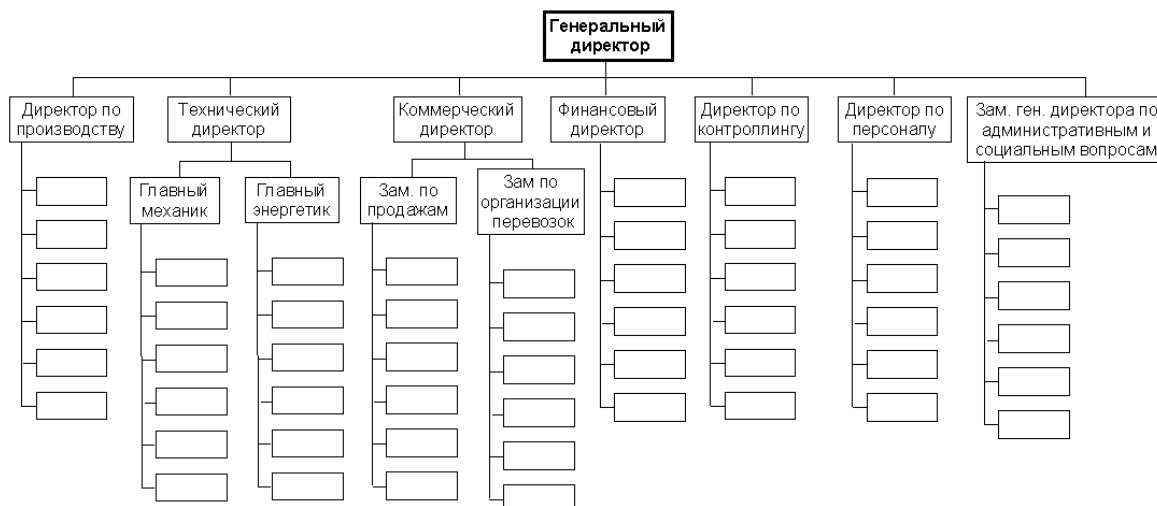 Генеральный
директор
Директор по
производству
Технический
директор
Коммерческий
директор
Финансовый
директор
Директор по
контроллингу
Директор по
персоналу
Зам. ген. директора по
административным и
социальным вопросам
Главный
механик
Главный
энергетик
Зам. по
продажам
Зам по
организации
перевозок